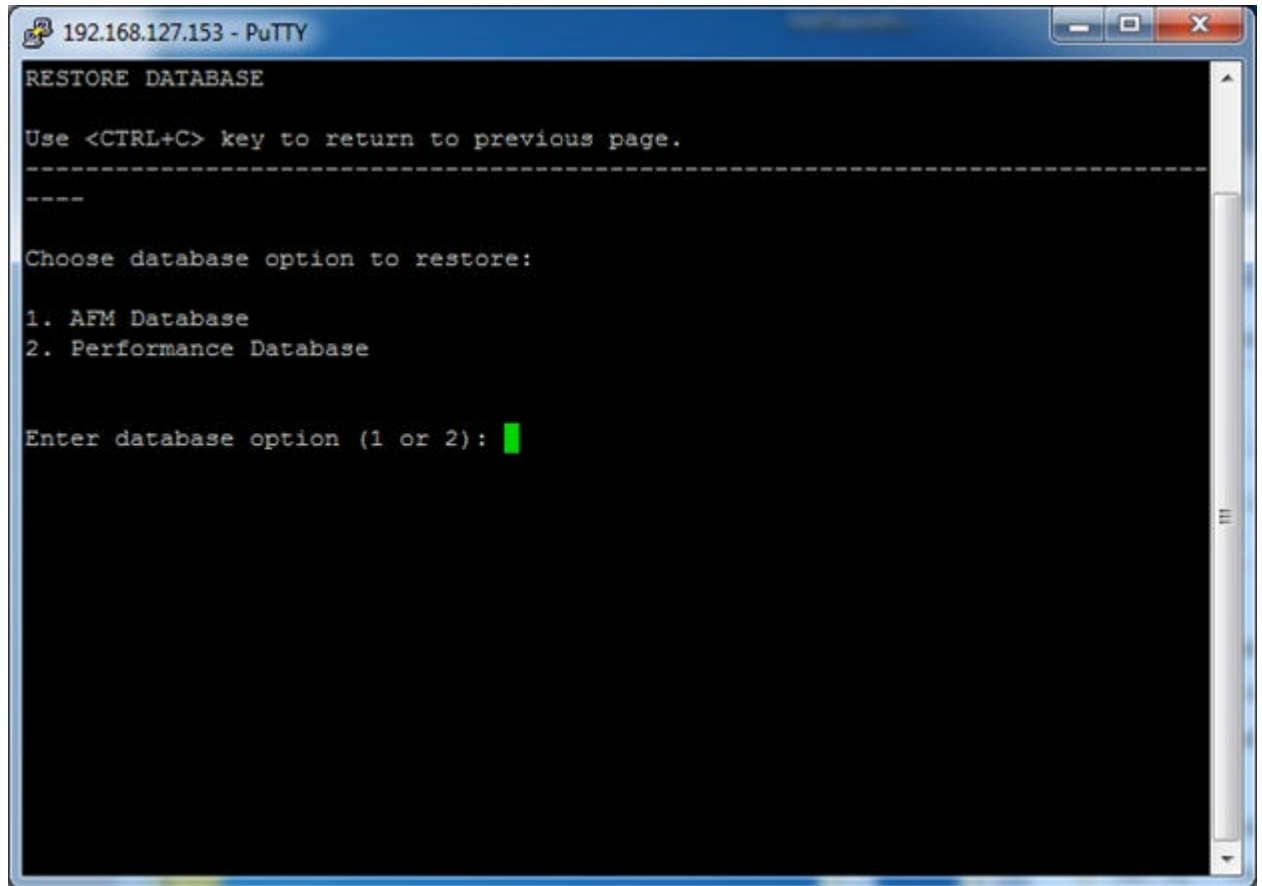 192.168.127.153 - PuTTY
RESTORE DATABASE
Use <CTRL+C> key to return to previous page.
-------------------------------------------------------------------------------
----
Choose database option to restore:
1. AFM Database
2. Performance Database
Enter database option (1 or 2):